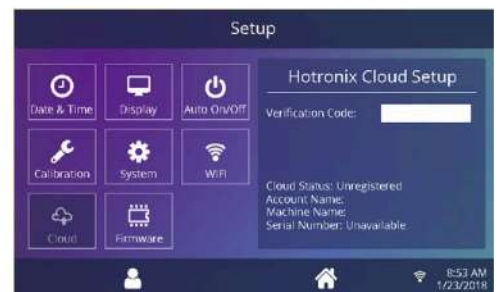 Setup
Date & Time
Display
Auto On/Off
Calibration
System
WiFi
Cloud
Firmware
Hotronix Cloud Setup
Verification Code:
Cloud Status: Unregistered
Account Name:
Machine Name:
Serial Number: Unavailable
8:53 AM
1/23/2018